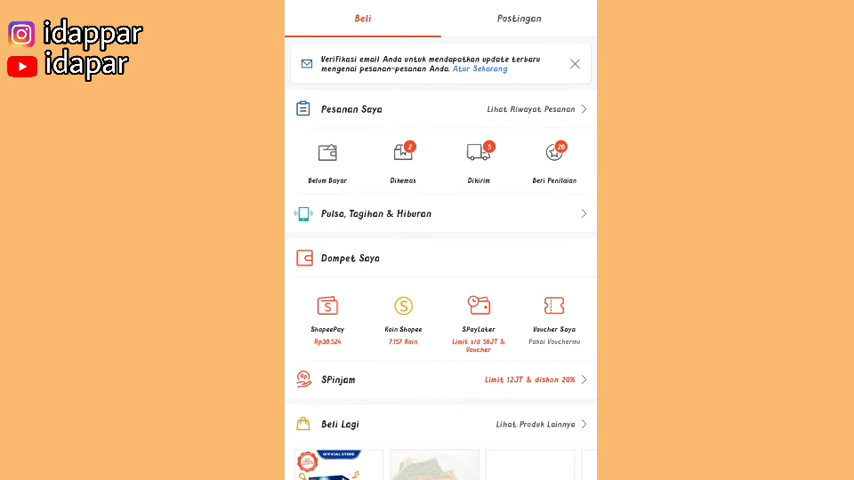 idappar
idapar
Beli
Postingan
Verifikasi email Anda untuk mendapatkan update terbaru
mengenai pesanan-pesanan Anda. Atur Sekarang
Pesanan Saya
Lihat Riwayat Pesanan
2
5
20
Belum Bayar
Dikemas
Dikirim
Beri Penilaian
Pulsa, Tagihan & Hiburan
Dompet Saya
ShopeePay
Koin Shopee
SPayLater
Voucher Saya
Rp30.524
7.157 Koin
Limit s/d 50JT &
Voucher
Pakai Vouchermu
Rp
SPinjam
Limit 12JT & diskon 20%
Beli Lagi
Lihat Produk Lainnya
OFFICIAL STORE